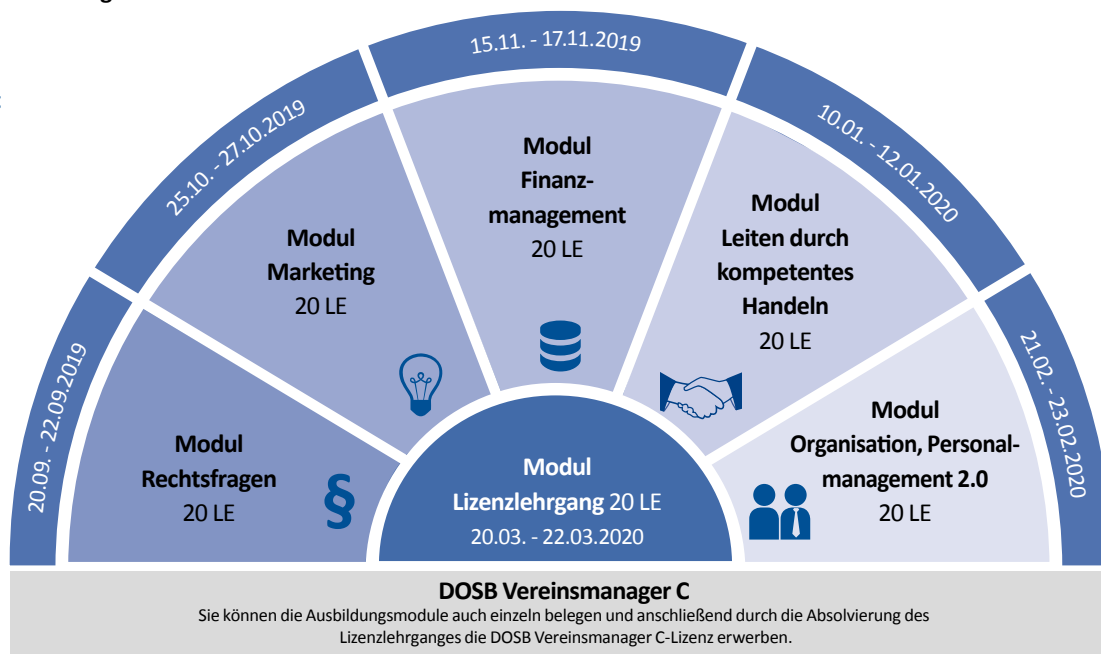 15.11. - 17.11.2019
25.10. - 27.10.2019
10.01. - 12.01.2020
20.09. - 22.09.2019
21.02. - 23.02.2020
Modul
Finanz-
management
20 LE
Modul
Marketing
20 LE
Modul
Leiten durch
kompetentes
Handeln
20 LE
Modul
Rechtsfragen
20 LE
§
Modul
Organisation, Personal-
management 2.0
20 LE
Modul
Lizenzlehrgang 20 LE
20.03. - 22.03.2020
DOSB Vereinsmanager C
Sie können die Ausbildungsmodule auch einzeln belegen und anschließend durch die Absolvierung des
Lizenzlehrganges die DOSB Vereinsmanager C-Lizenz erwerben.